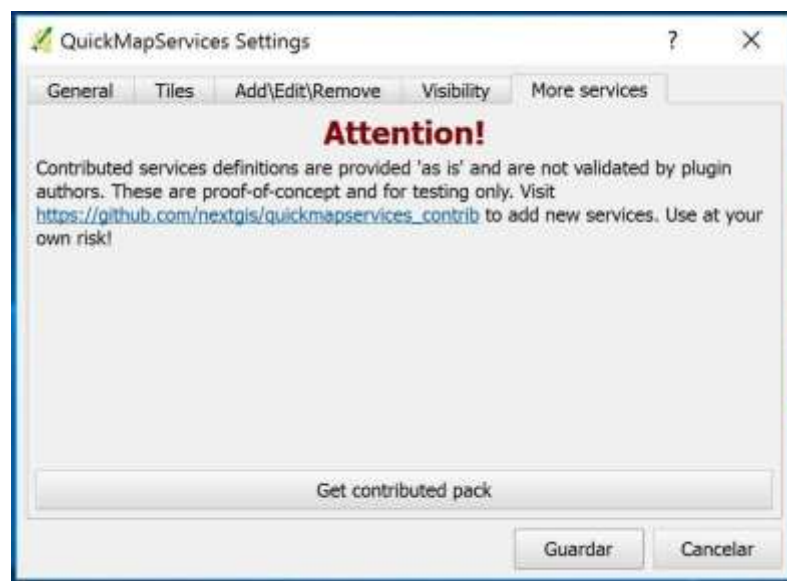 QuickMapServices Settings
General Tiles Add\Edit\Remove Visibility More services
Attention!
Contributed services definitions are provided 'as is' and are not validated by plugin
authors. These are proof-of-concept and for testing only. Visit
https://github.com/nextgis/quickmapservices_contrib to add new services. Use at your
own risk!
Get contributed pack
Guardar Cancelar